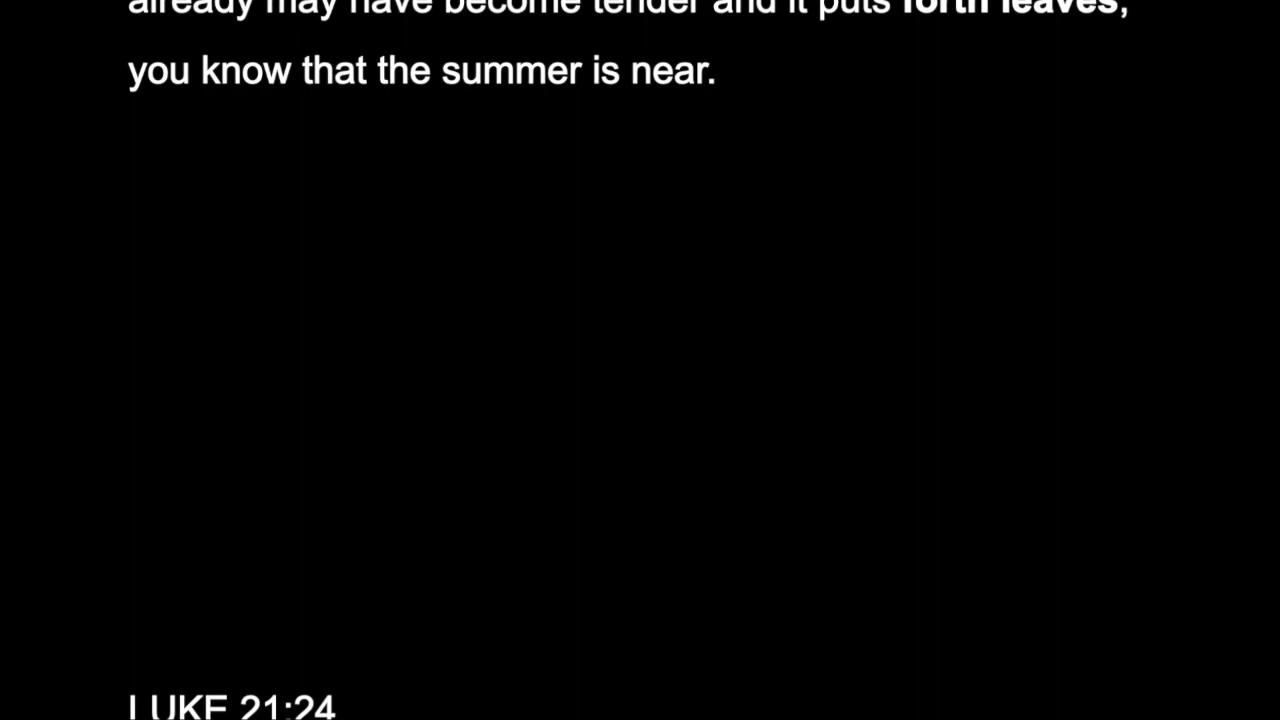 already may have become tender and it puts forth leaves,
you know that the summer is near.
LUKE 21:24